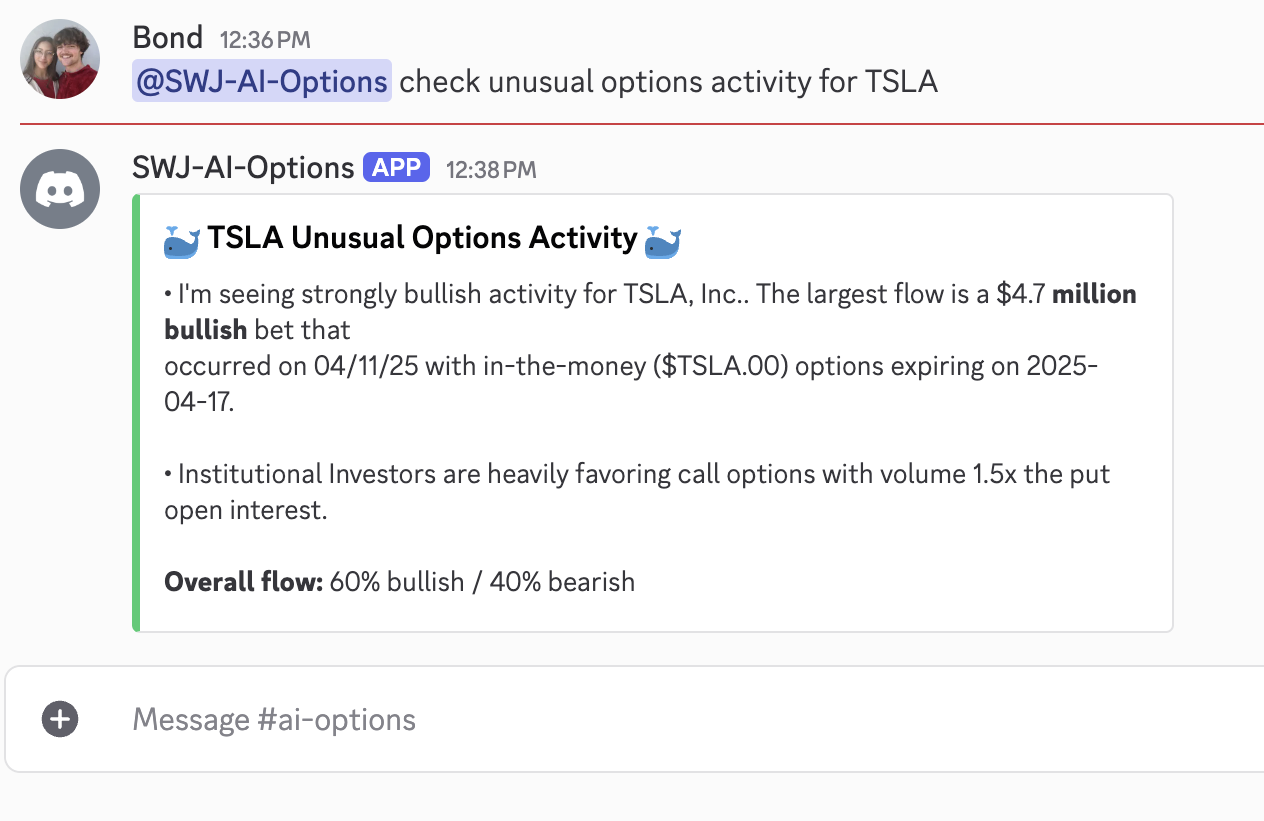 Bond 12:36 PM
@SWJ-AI-Options check unusual options activity for TSLA
SWJ-AI-Options APP 12:38 PM
🐳 TSLA Unusual Options Activity 🐳
• I'm seeing strongly bullish activity for TSLA, Inc.. The largest flow is a $4.7 million
bullish bet that
occurred on 04/11/25 with in-the-money ($TSLA.00) options expiring on 2025-
04-17.
• Institutional Investors are heavily favoring call options with volume 1.5x the put
open interest.
Overall flow: 60% bullish / 40% bearish
Message #ai-options